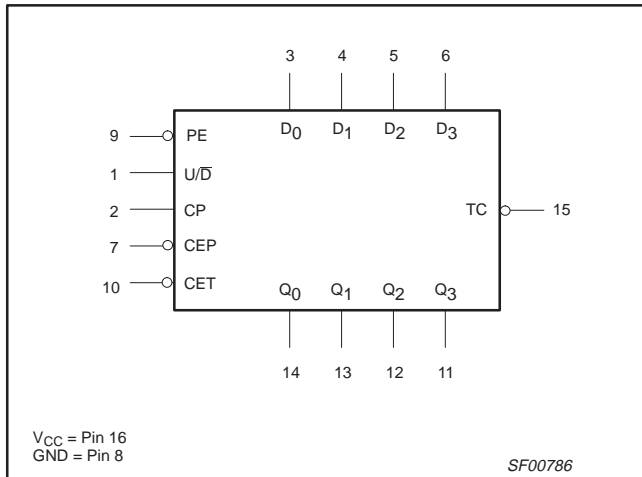 3 4 5 6
D0 D1 D2 D3
9 PE
1 U/D̅
2 CP
TC 15
7 CEP
10 CET
Q0 Q1 Q2 Q3
14 13 12 11
VCC = Pin 16
GND = Pin 8
SF00786